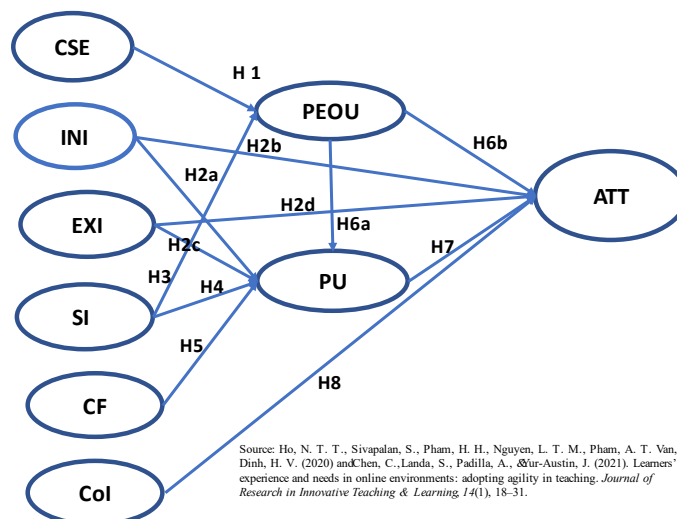 CSE
H 1
PEOU
INI
H2b
H6b
H2a
ATT
EXI
H2d
H6a
H2c
H7
H3
H4
PU
SI
H5
H8
CF
CoI
Source: Ho, N. T. T., Sivapalan, S., Pham, H. H., Nguyen, L. T. M., Pham, A. T. Van,
Dinh, H. V. (2020) andChen, C.,Landa, S., Padilla, A., &Yur-Austin, J. (2021). Learners’
experience and needs in online environments: adopting agility in teaching. Journal of
Research in Innovative Teaching & Learning, 14(1), 18–31.